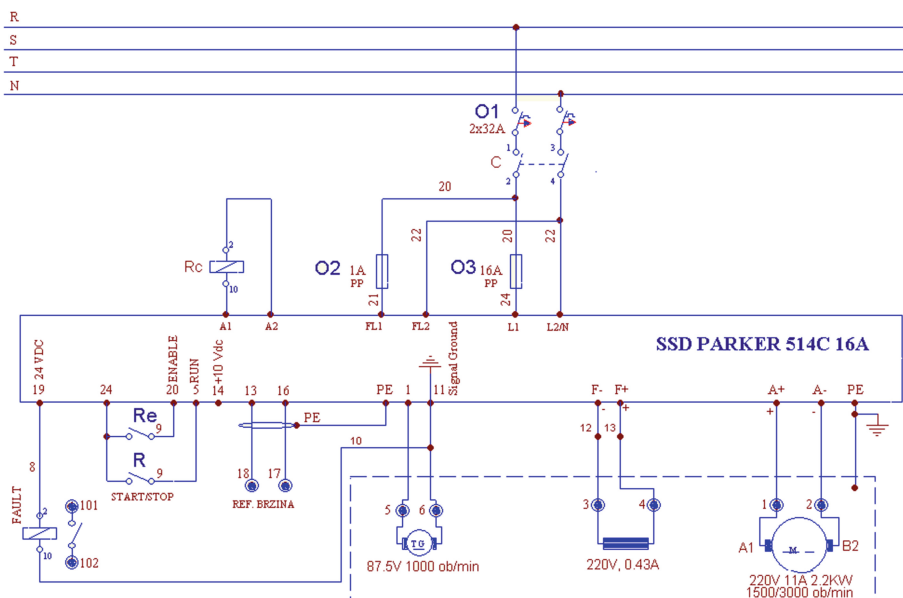 R
S
T
N
O1
2x32A
1
3
C
2
4
20
22
20
22
2
Rc
10
O2
1A
PP
21
O3
16A
PP
24
A1
A2
FL1
FL2
L1
L2/N
SSD PARKER 514C 16A
24 VDC
ENABLE
RUN
+10 Vdc
Signal Ground
19
24
20
5
14
13
16
PE
1
11
F-
F+
A+
A-
PE
-
+
+
-
Re
9
PE
12
13
10
R
9
8
START/STOP
18
17
REF. BRZINA
FAULT
2
101
10
102
5
6
TG
87.5V 1000 ob/min
3
4
220V, 0.43A
1
2
A1
M
B2
220V 11A 2.2KW
1500/3000 ob/min